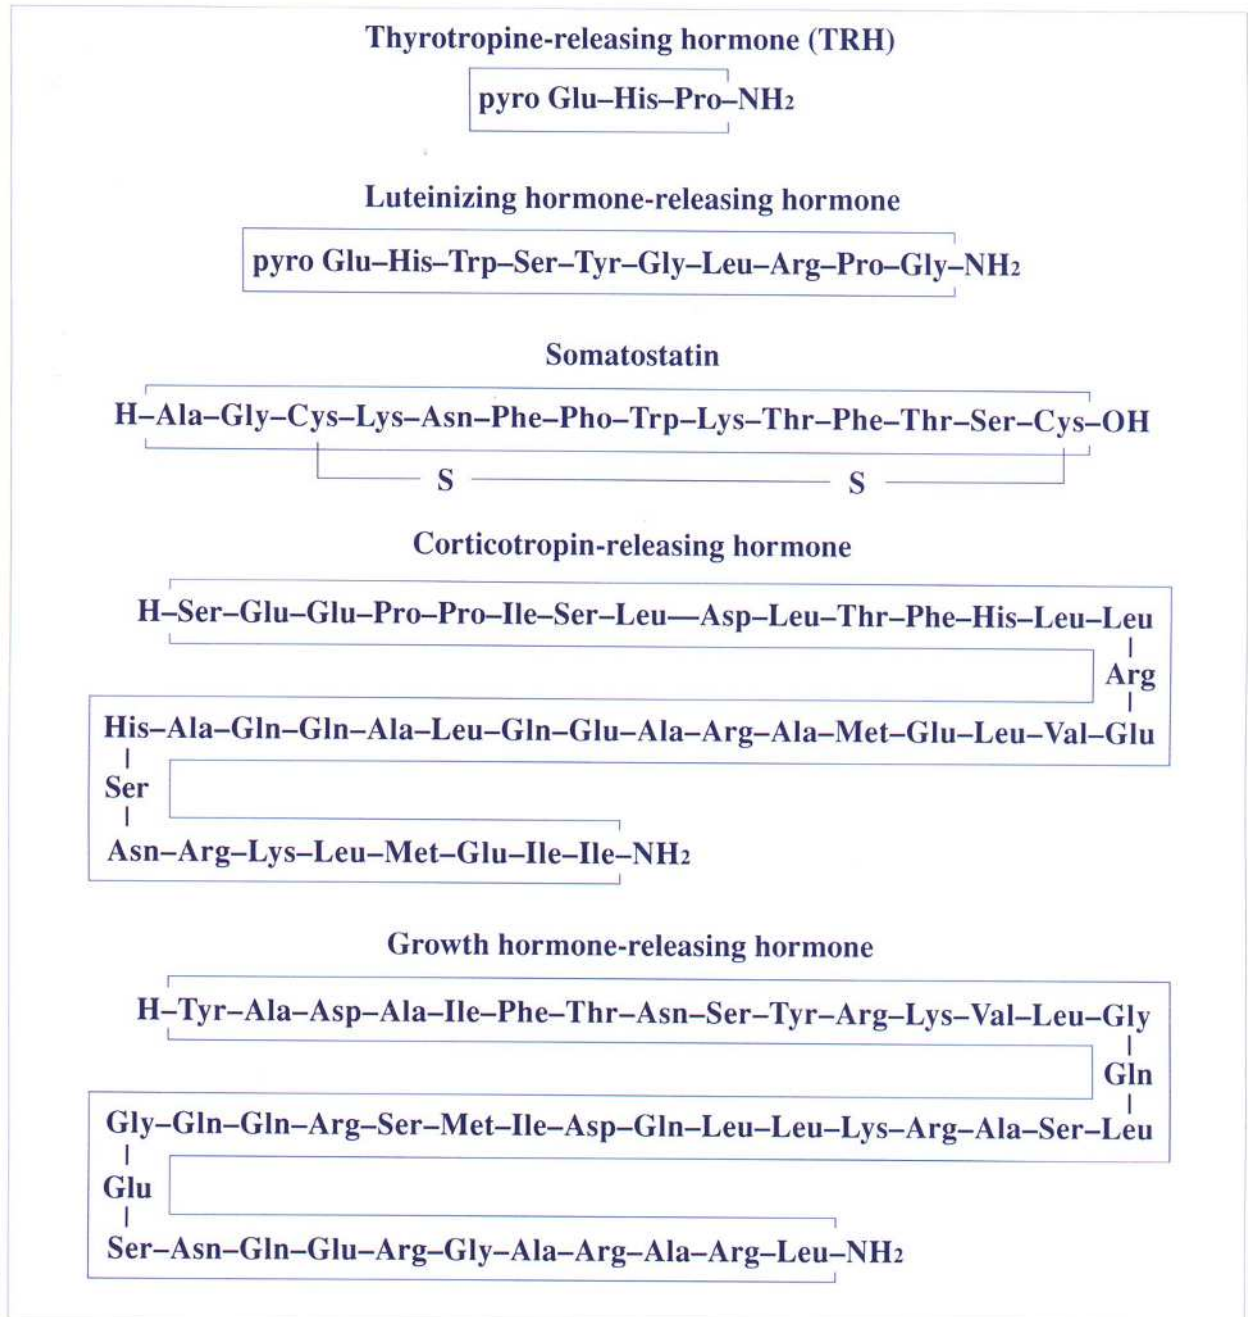 Thyrotropine-releasing hormone (TRH)
pyro Glu–His–Pro–NH2
Luteinizing hormone-releasing hormone
pyro Glu–His–Trp–Ser–Tyr–Gly–Leu–Arg–Pro–Gly–NH2
Somatostatin
H–Ala–Gly–Cys–Lys–Asn–Phe–Pho–Trp–Lys–Thr–Phe–Thr–Ser–Cys–OH
S S
Corticotropin-releasing hormone
H–Ser–Glu–Glu–Pro–Pro–Ile–Ser–Leu—Asp–Leu–Thr–Phe–His–Leu–Leu
Arg
His–Ala–Gln–Gln–Ala–Leu–Gln–Glu–Ala–Arg–Ala–Met–Glu–Leu–Val–Glu
Ser
Asn–Arg–Lys–Leu–Met–Glu–Ile–Ile–NH2
Growth hormone-releasing hormone
H–Tyr–Ala–Asp–Ala–Ile–Phe–Thr–Asn–Ser–Tyr–Arg–Lys–Val–Leu–Gly
Gln
Gly–Gln–Gln–Arg–Ser–Met–Ile–Asp–Gln–Leu–Leu–Lys–Arg–Ala–Ser–Leu
Glu
Ser–Asn–Gln–Glu–Arg–Gly–Ala–Arg–Ala–Arg–Leu–NH2